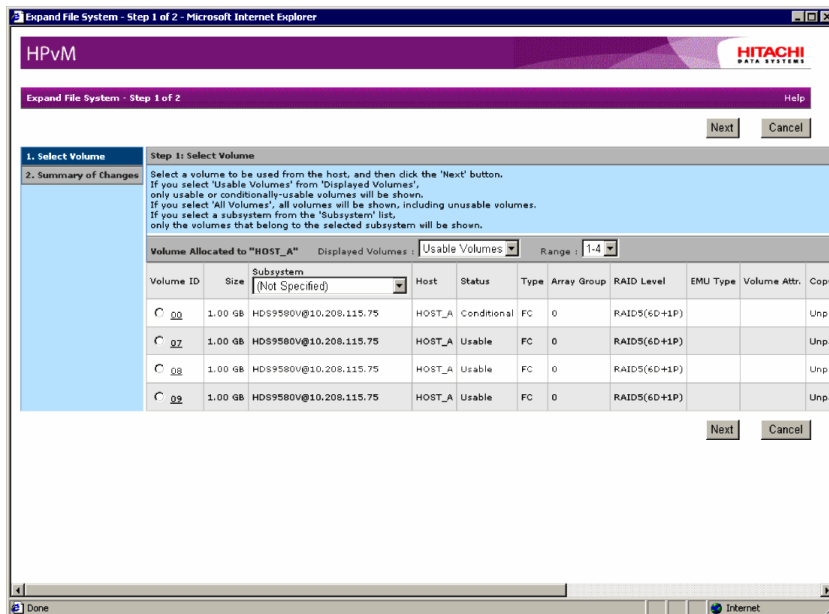 Expand File System - Step 1 of 2 - Microsoft Internet Explorer
HPvM
HITACHI
DATA SYSTEMS
Expand File System - Step 1 of 2
Help
Next Cancel
1. Select Volume
2. Summary of Changes
Step 1: Select Volume
Select a volume to be used from the host, and then click the 'Next' button.
If you select 'Usable Volumes' from 'Displayed Volumes',
only usable or conditionally-usable volumes will be shown.
If you select 'All Volumes', all volumes will be shown, including unusable volumes.
If you select a subsystem from the 'Subsystem' list,
only the volumes that belong to the selected subsystem will be shown.
Volume Allocated to "HOST_A" Displayed Volumes : Usable Volumes Range : 1-4
Volume ID Size Subsystem (Not Specified) Host Status Type Array Group RAID Level EMU Type Volume Attr. Copy
00 1.00 GB HDS9580V@10.208.115.75 HOST_A Conditional FC 0 RAID5(6D+1P) Unp
07 1.00 GB HDS9580V@10.208.115.75 HOST_A Usable FC 0 RAID5(6D+1P) Unp
08 1.00 GB HDS9580V@10.208.115.75 HOST_A Usable FC 0 RAID5(6D+1P) Unp
09 1.00 GB HDS9580V@10.208.115.75 HOST_A Usable FC 0 RAID5(6D+1P) Unp
Next Cancel
Done
Internet